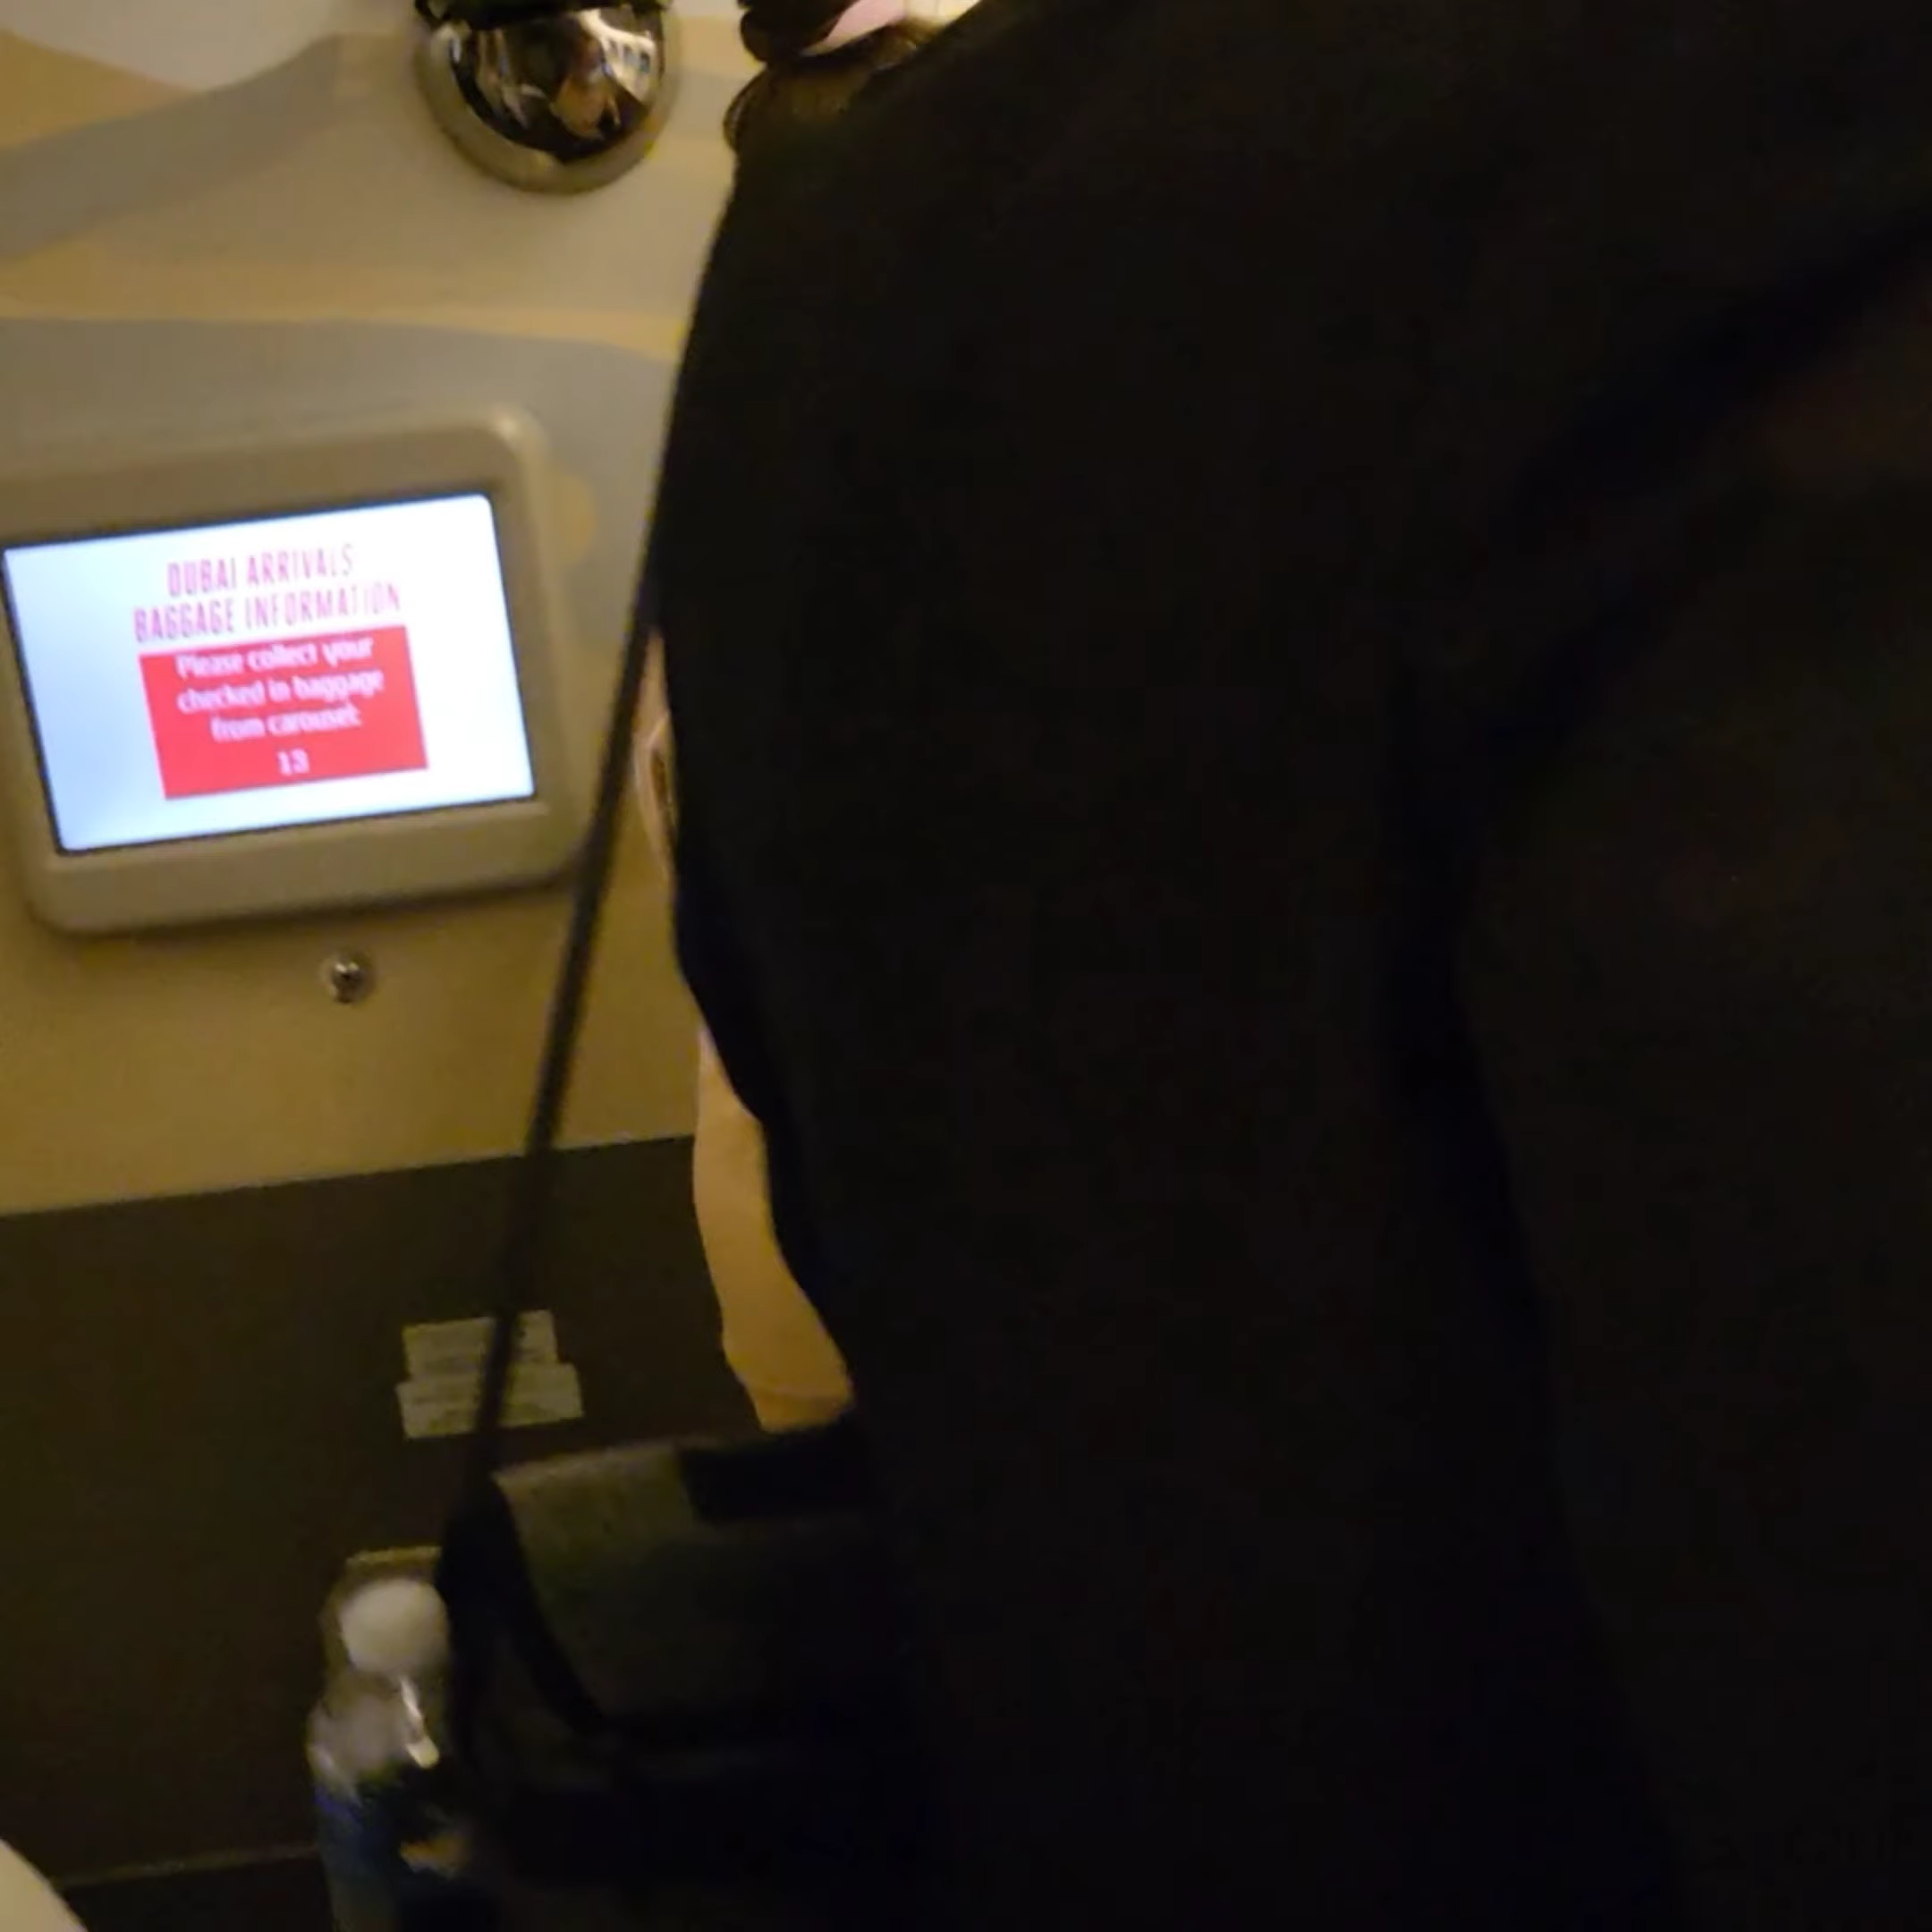 DUBAI ARRIVALS
BAGGAGE INFORMATION
Please collect your
checked in baggage
from carousel:
13